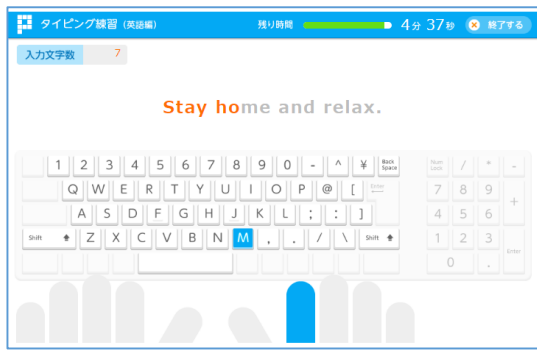 タイピング練習 (英語編) 残り時間 4分 37秒 × 終了する
入力文字数 7
Stay home and relax.
1 2 3 4 5 6 7 8 9 0 - ^ ¥ Back Space Num Lock / * -
Q W E R T Y U I O P @ [ Enter 7 8 9 +
A S D F G H J K L ; : ] 4 5 6
Shift Z X C V B N M , . / \ Shift 1 2 3 Enter
0 .